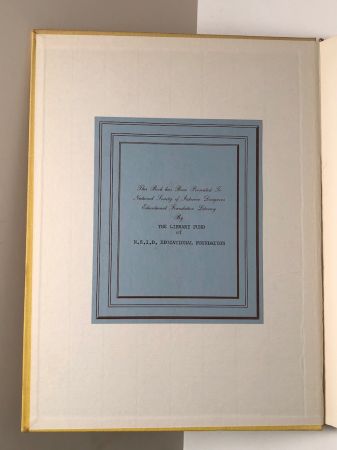 This Book has Been Presented To
National Society of Interior Designers
Educational Foundation Library
By
THE LIBRARY FUND
of
N.S.I.D. EDUCATIONAL FOUNDATION